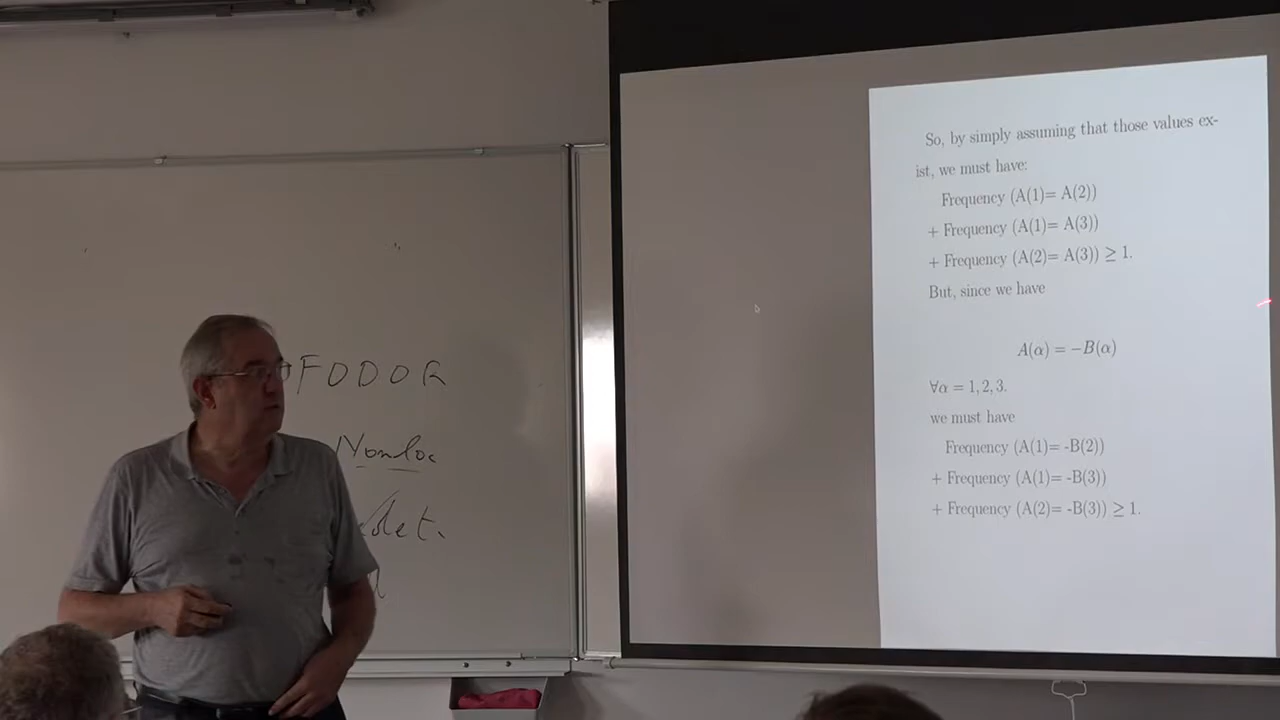 FODOR
Nonloc
det.
So, by simply assuming that those values ex-
ist, we must have:
Frequency (A(1)= A(2))
+ Frequency (A(1)= A(3))
+ Frequency (A(2)= A(3)) ≥ 1.
But, since we have
A(α) = −B(α)
∀α = 1, 2, 3.
we must have
Frequency (A(1)= -B(2))
+ Frequency (A(1)= -B(3))
+ Frequency (A(2)= -B(3)) ≥ 1.